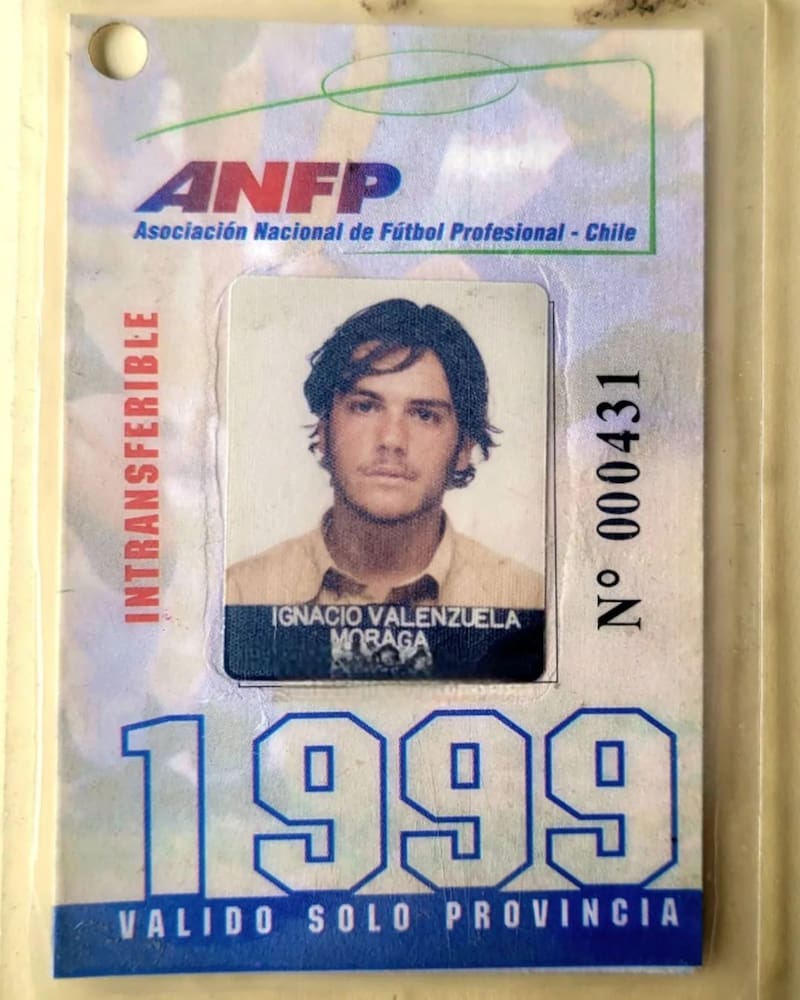 ANFP
Asociación Nacional de Fútbol Profesional - Chile
INTRANSFERIBLE
N° 000431
IGNACIO VALENZUELA
MORAGA
1999
VALIDO SOLO PROVINCIA